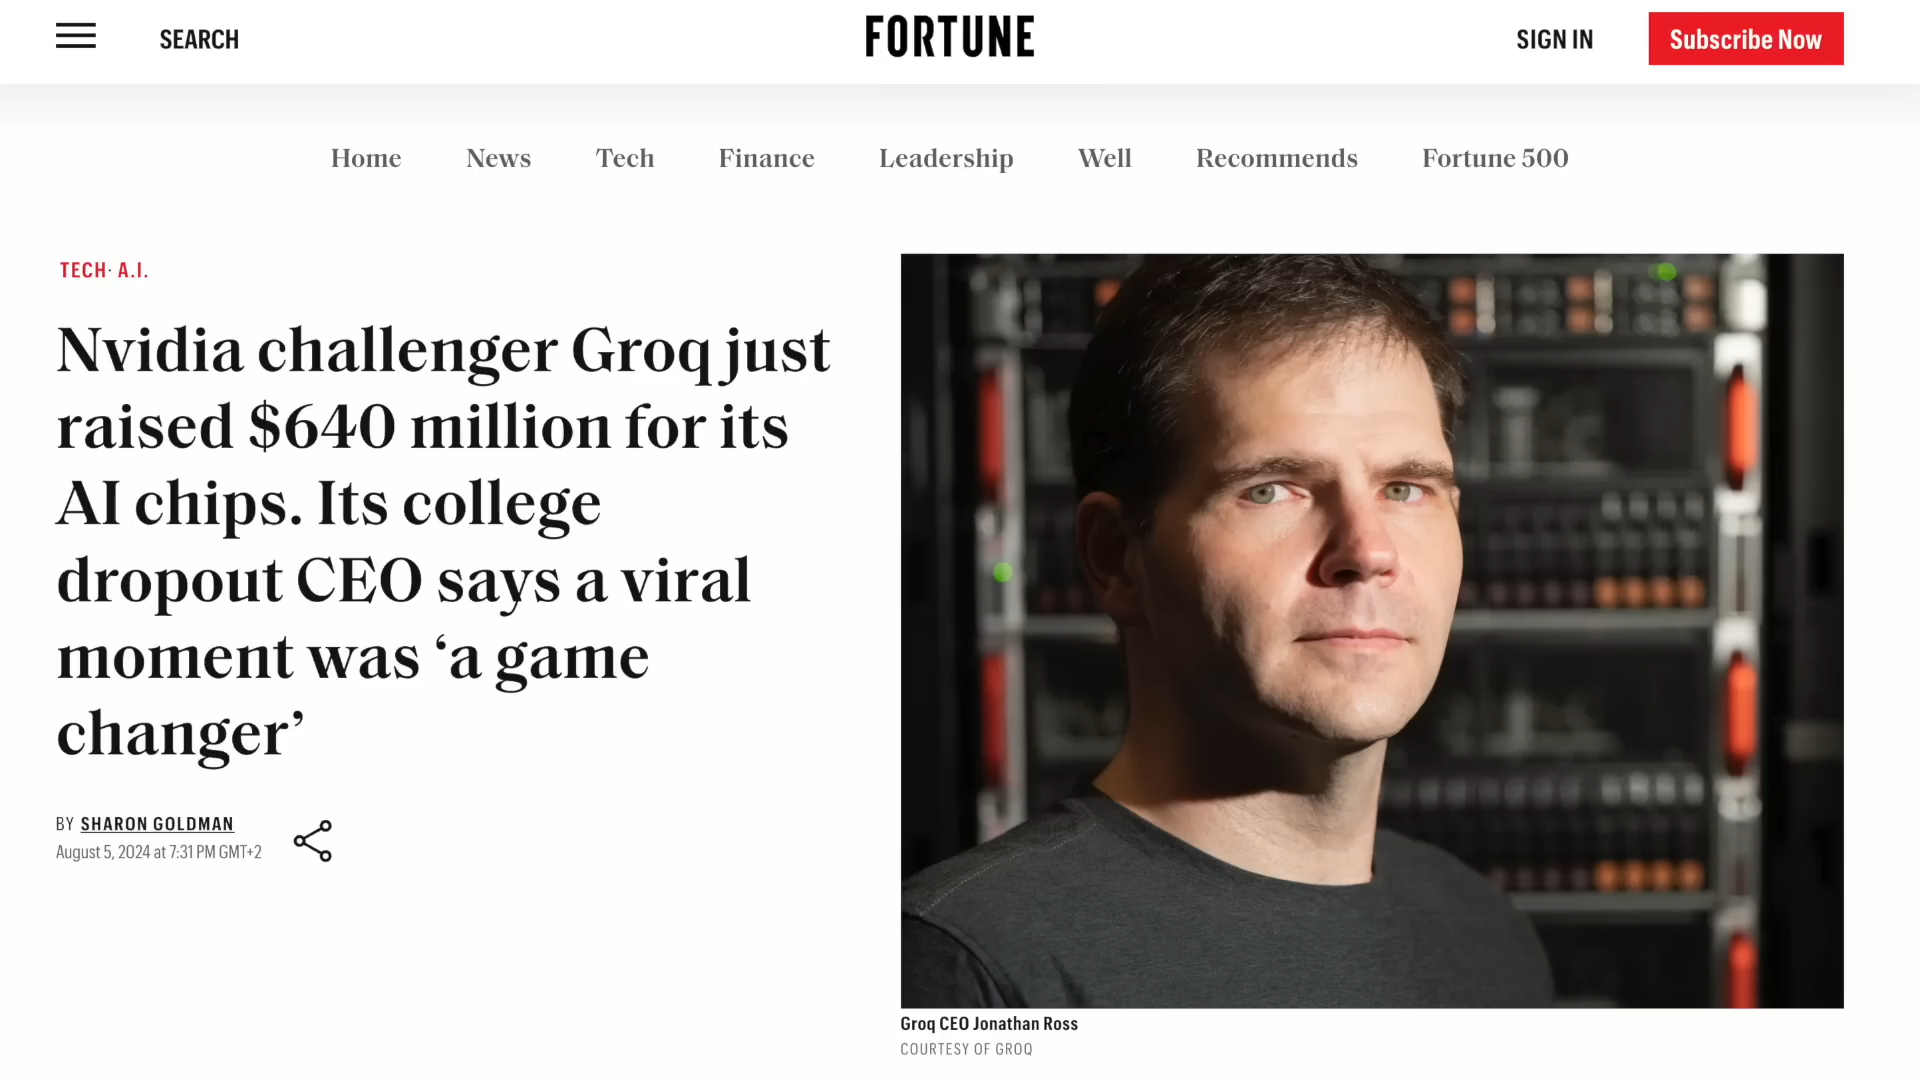 SEARCH
FORTUNE
SIGN IN
Subscribe Now
Home
News
Tech
Finance
Leadership
Well
Recommends
Fortune 500
TECH· A.I.
Nvidia challenger Groq just
raised $640 million for its
AI chips. Its college
dropout CEO says a viral
moment was ‘a game
changer’
BY SHARON GOLDMAN
August 5, 2024 at 7:31 PM GMT+2
Groq CEO Jonathan Ross
COURTESY OF GROQ